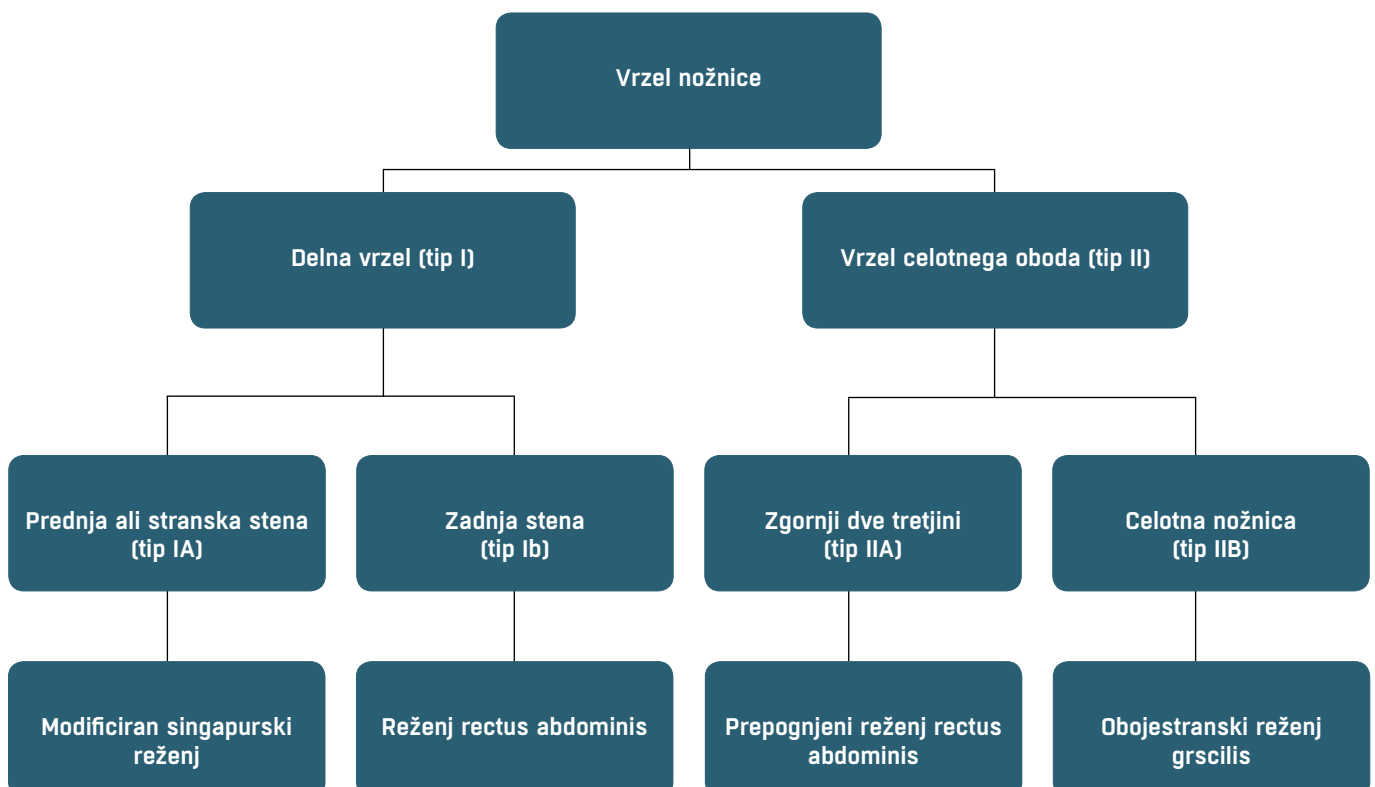 Vrzel nožnice
Delna vrzel (tip I)
Vrzel celotnega oboda (tip II)
Prednja ali stranska stena
(tip IA)
Zadnja stena
(tip Ib)
Zgornji dve tretjini
(tip IIA)
Celotna nožnica
(tip IIB)
Modificiran singapurski
reženj
Reženj rectus abdominis
Prepognjeni reženj rectus
abdominis
Obojestranski reženj
grscilis